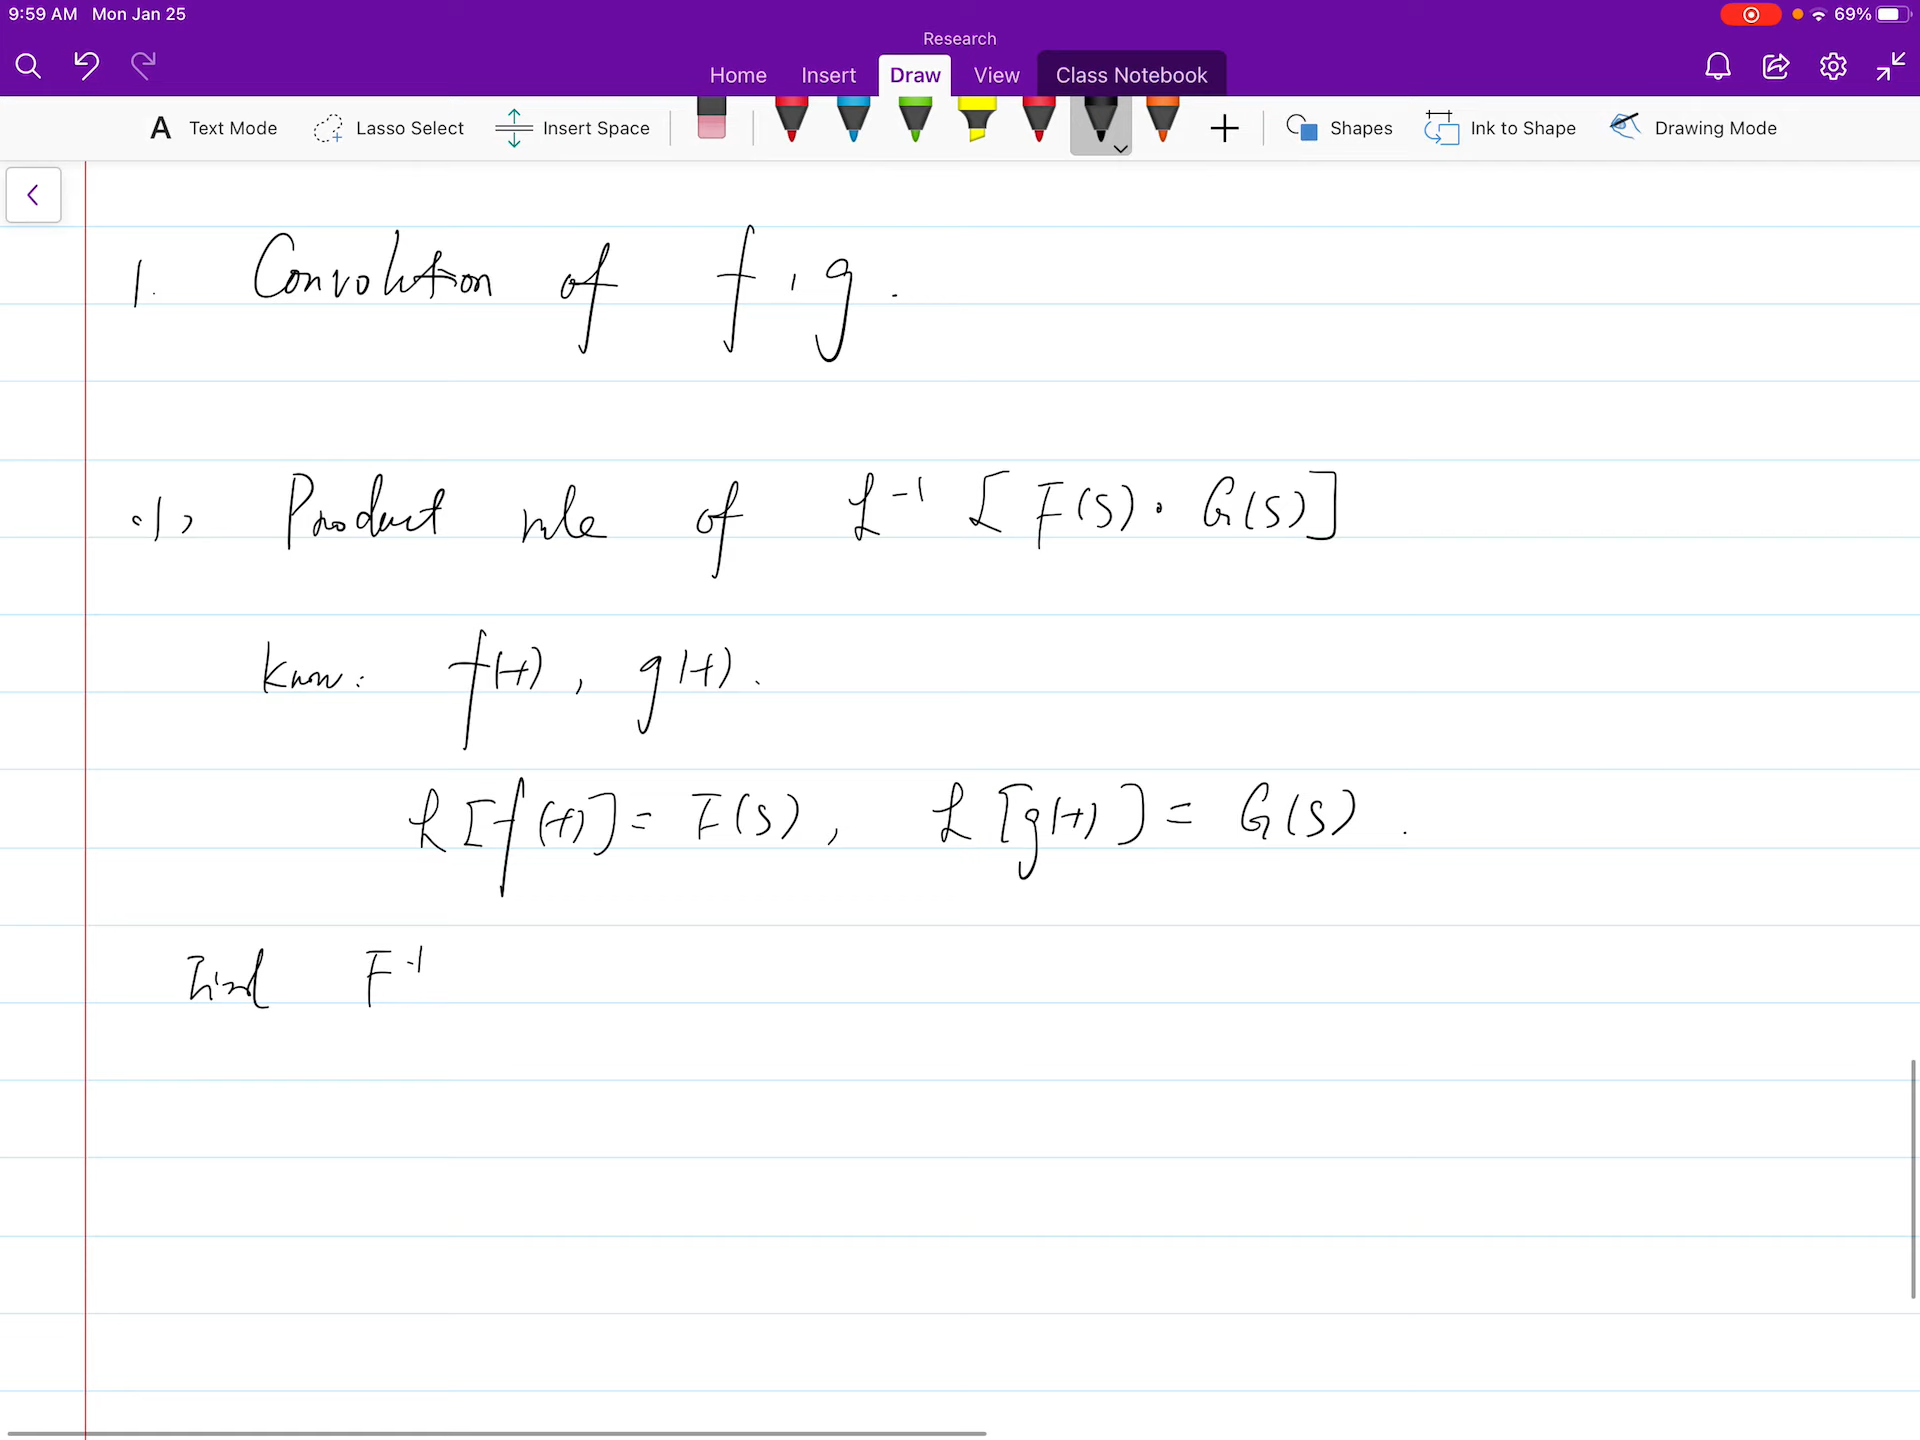 9:59 AM Mon Jan 25
69%
Research
Home Insert Draw View Class Notebook
A Text Mode Lasso Select Insert Space Shapes Ink to Shape Drawing Mode
1. Convolution of f, g.
<1> Product rule of ℒ⁻¹ [F(s) · G(s)]
Know: f(t), g(t).
ℒ[f(t)] = F(s), ℒ[g(t)] = G(s).
Find F⁻¹